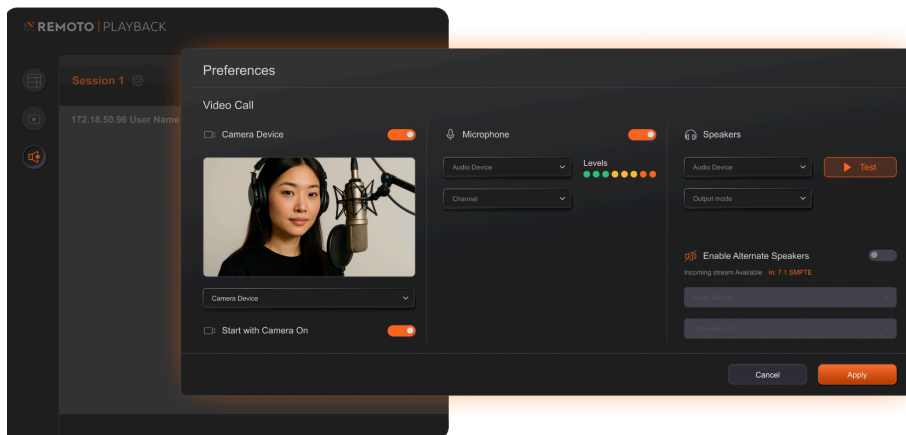 REMOTO | PLAYBACK
Session 1
172.18.50.96 User Name
Preferences
Video Call
Camera Device
Camera Device
Start with Camera On
Microphone
Audio Device
Levels
Channel
Speakers
Audio Device
Test
Output mode
Enable Alternate Speakers
Incoming stream Available In: 7.1 SMPTE
Audio Device
Cancel
Apply